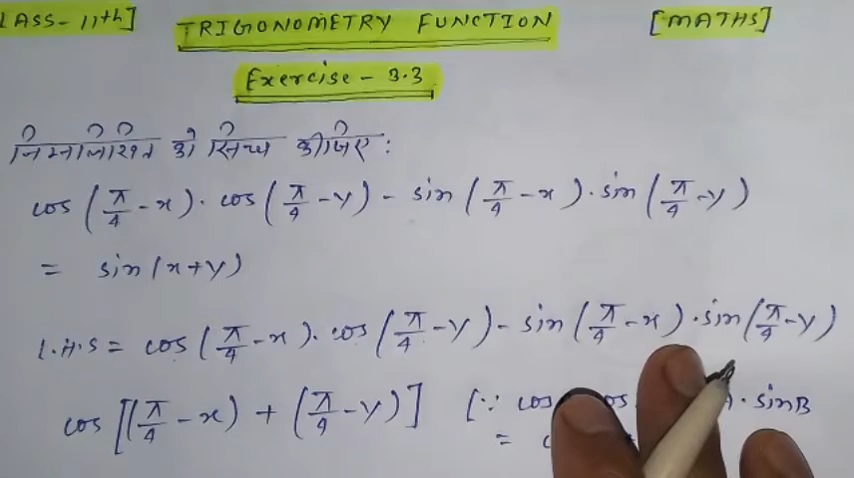 LASS-11th] TRIGONOMETRY FUNCTION [MATHS]
Exercise - 3.3
निम्नलिखित को सिद्ध कीजिए :
cos (π/4 - x) . cos (π/4 - y) - sin (π/4 - x) . sin (π/4 - y)
= sin(x+y)
L.H.S = cos (π/4 - x) . cos (π/4 - y) - sin (π/4 - x) . sin (π/4 - y)
cos [(π/4 - x) + (π/4 - y)] [∵ cos . sinB
=